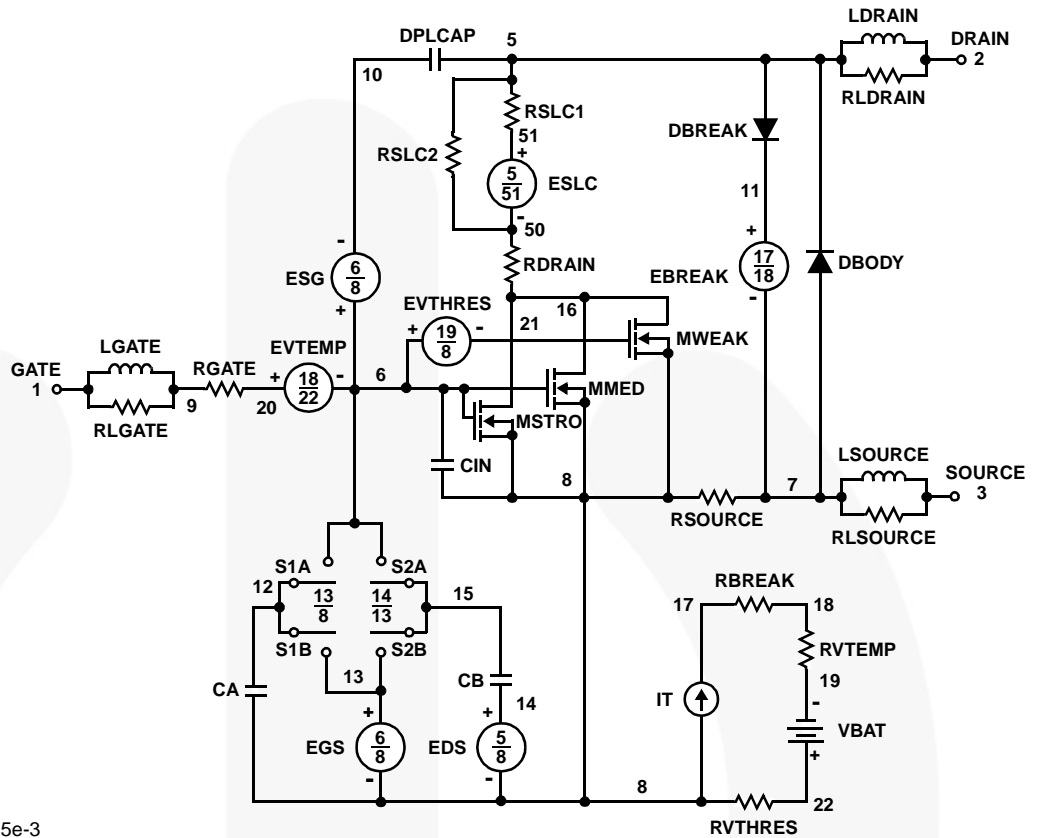 LDRAIN
DPLCAP 5 DRAIN
10 2
RLDRAIN
RSLC1
51 DBREAK
RSLC2 +
5
51
ESLC 11
-
50
- +
RDRAIN 17
18
6
8
ESG EBREAK DBODY
EVTHRES 16 -
+ + 19
8
- 21
MWEAK
LGATE EVTEMP
GATE RGATE + 18
22
- 6 MMED
1
9 20 MSTRO
RLGATE
LSOURCE
CIN 8 7 SOURCE
3
RSOURCE
RLSOURCE
S1A S2A
12 13
8
14
13
15 RBREAK
17 18
S1B S2B
RVTEMP
13 CB 19
CA 14 IT -
+ + VBAT
EGS 6
8
EDS 5
8
+
- - 8 22
RVTHRES
5e-3